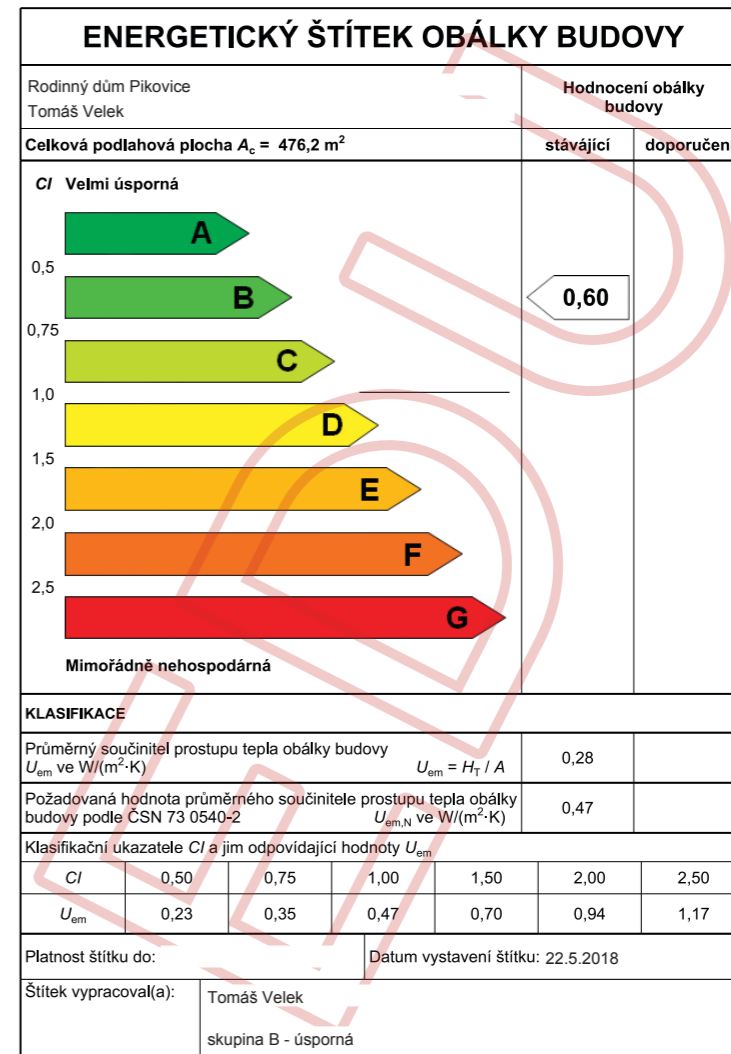 ENERGETICKÝ ŠTÍTEK OBÁLKY BUDOVY
Rodinný dům Pikovice
Tomáš Velek
Hodnocení obálky
budovy
Celková podlahová plocha Ac = 476,2 m²
stávající
doporučení
CI Velmi úsporná
A
0,5
B
0,60
0,75
C
1,0
D
1,5
E
2,0
F
2,5
G
Mimořádně nehospodárná
KLASIFIKACE
Průměrný součinitel prostupu tepla obálky budovy
Uem ve W/(m²·K) Uem = HT / A
0,28
Požadovaná hodnota průměrného součinitele prostupu tepla obálky
budovy podle ČSN 73 0540-2 Uem,N ve W/(m²·K)
0,47
Klasifikační ukazatele CI a jim odpovídající hodnoty Uem
CI 0,50 0,75 1,00 1,50 2,00 2,50
Uem 0,23 0,35 0,47 0,70 0,94 1,17
Platnost štítku do:
Datum vystavení štítku: 22.5.2018
Štítek vypracoval(a):
Tomáš Velek
skupina B - úsporná
EDU